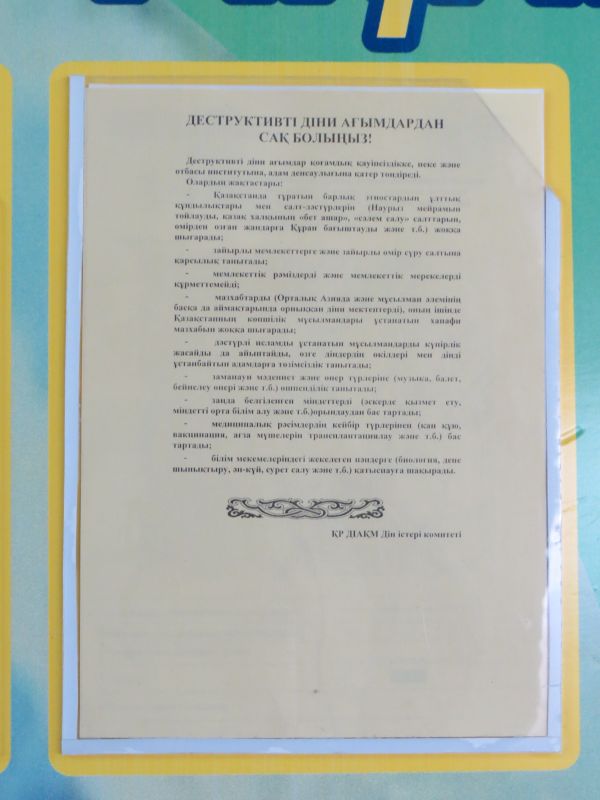 ДЕСТРУКТИВТІ ДІНИ АҒЫМДАРДАН
САҚ БОЛЫҢЫЗ!
Деструктивті діни ағымдар қоғамдық қауіпсіздікке, неке және
отбасы институтына, адам денсаулығына қатер төндіреді.
Олардың жақтастары:
- Қазақстанда тұратын барлық этностардың ұлттық
құндылықтары мен салт-дәстүрлерін (Наурыз мейрамын
тойлауды, қазақ халқының «бет ашар», «сәлем салу» салттарын,
өмірден озған жандарға Құран бағыштауды және т.б.) жоққа
шығарады;
- зайырлы мемлекеттерге және зайырлы өмір сүру салтына
қарсылық танытады;
- мемлекеттік рәміздерді және мемлекеттік мерекелерді
құрметтемейді;
- мазхабтарды (Орталық Азияда және мұсылман әлемінің
басқа да аймақтарында орныққан діни мектептерді), оның ішінде
Қазақстанның көпшілік мұсылмандары ұстанатын ханафи
мазхабын жоққа шығарады;
- дәстүрлі исламды ұстанатын мұсылмандарды күпірлік
жасайды да айыптайды, өзге діндердің өкілдері мен дінді
ұстанбайтын адамдарға төзімсіздік танытады;
- заманауи мәдениет және өнер түрлеріне (музыка, балет,
бейнелеу өнері және т.б.) өшпенділік танытады;
- заңда белгіленген міндеттерді (әскерде қызмет ету,
міндетті орта білім алу және т.б.)орындаудан бас тартады;
- медициналық рәсімдердің кейбір түрлерінен (қан құю,
вакцинация, ағза мүшелерін трансплантациялау және т.б.) бас
тартады;
- білім мекемелеріндегі жекелеген пәндерге (биология, дене
шынықтыру, ән-күй, сурет салу және т.б.) қатыспауға шақырады.
ҚР ДІАҚМ Дін істері комитеті